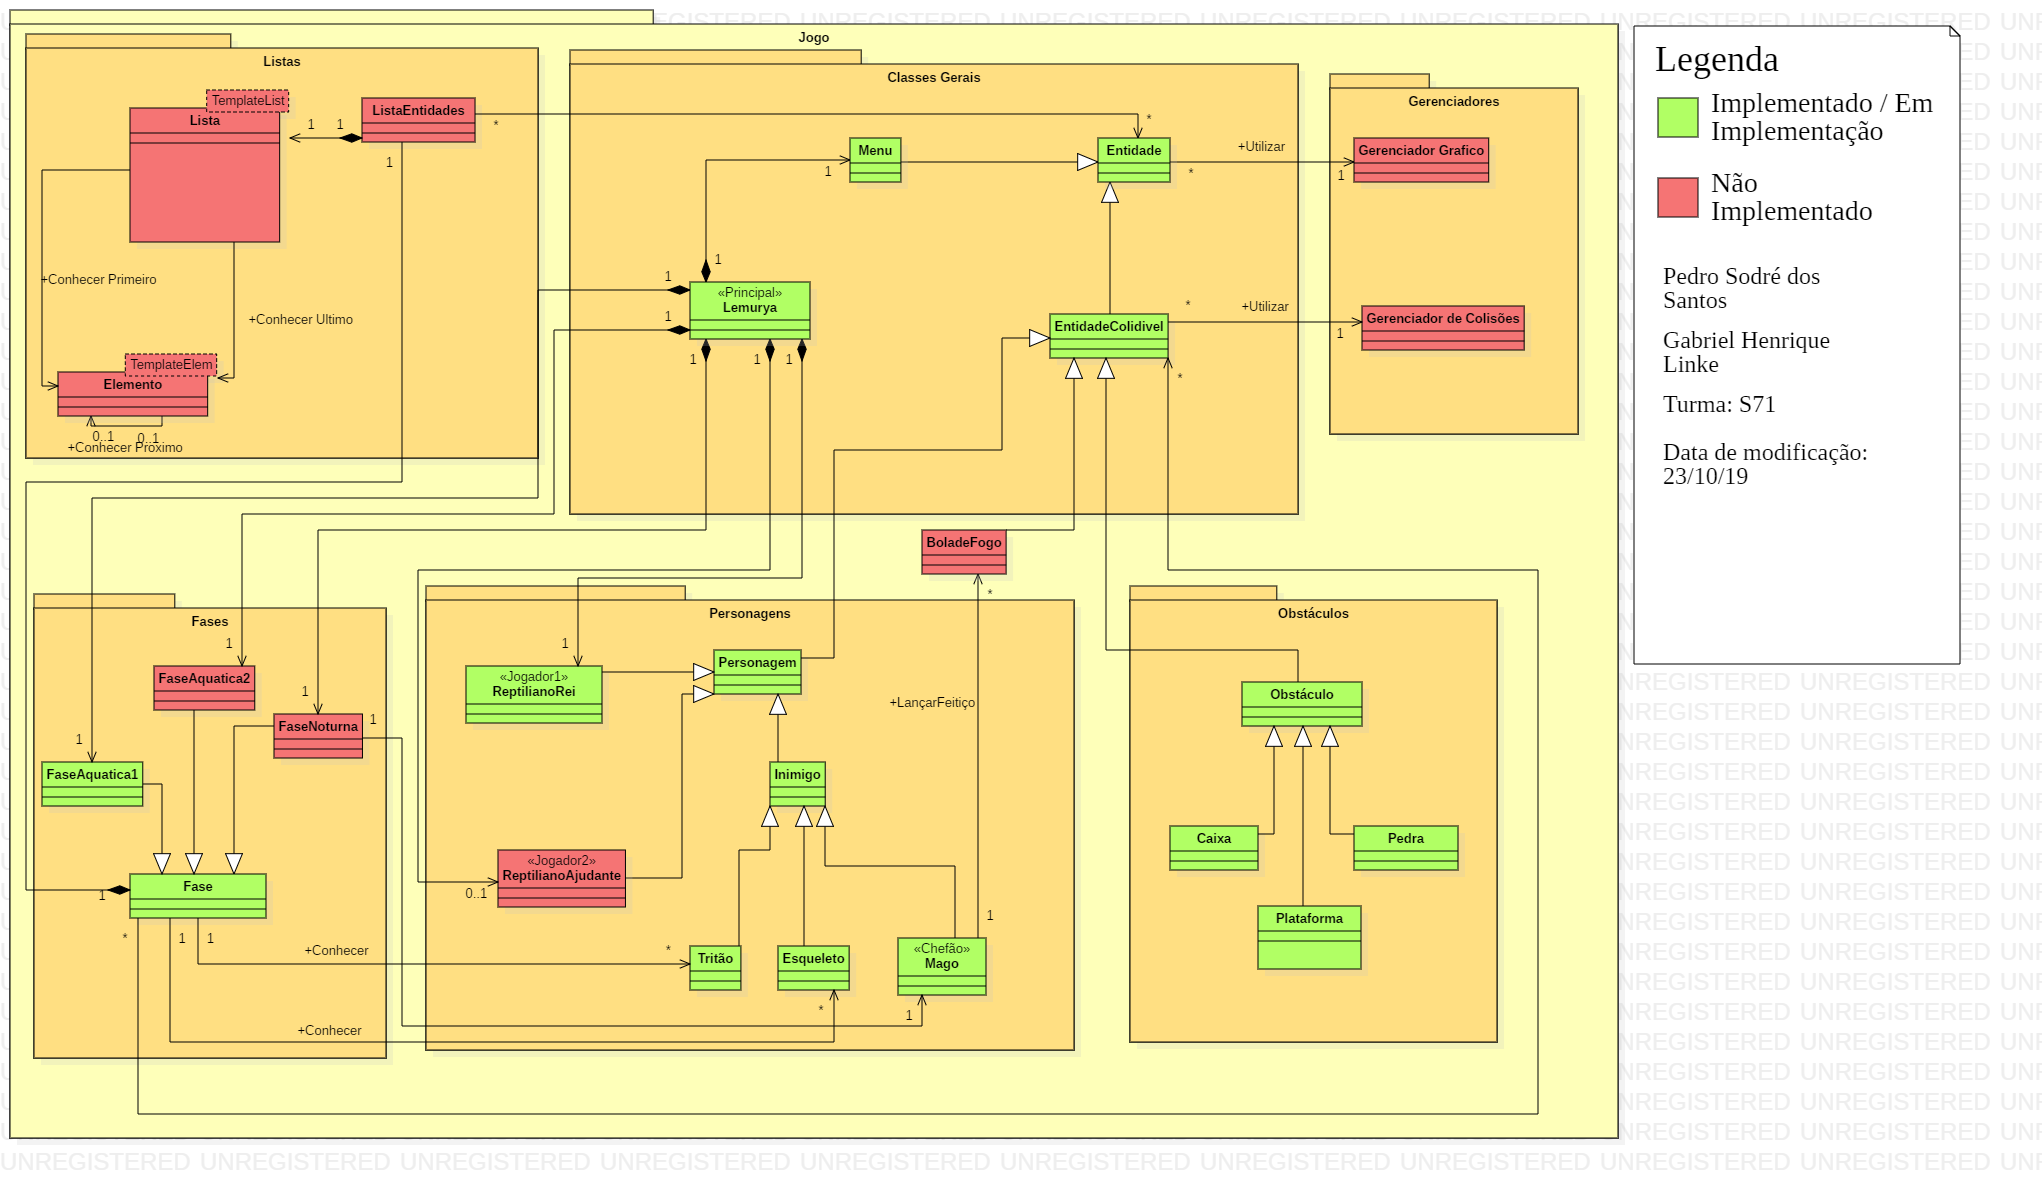 Jogo
Listas
TemplateList
Lista
1
1
ListaEntidades
*
1
+Conhecer Primeiro
+Conhecer Ultimo
TemplateElem
Elemento
0..1
0..1
+Conhecer Próximo
Classes Gerais
Menu
1
Entidade
*
*
+Utilizar
1
1
1
1
1
1
«Principal»
Lemurya
EntidadeColidivel
*
+Utilizar
1
*
Gerenciadores
Gerenciador Grafico
1
Gerenciador de Colisões
BoladeFogo
*
Fases
1
FaseAquatica2
1
FaseNoturna
1
1
FaseAquatica1
Fase
1
*
1
1
+Conhecer
+Conhecer
Personagens
1
«Jogador1»
ReptilianoRei
Personagem
+LançarFeitiço
Inimigo
«Jogador2»
ReptilianoAjudante
0..1
*
Tritão
Esqueleto
*
1
«Chefão»
Mago
1
Obstáculos
Obstáculo
Caixa
Pedra
Plataforma
Legenda
Implementado / Em
Implementação
Não
Implementado
Pedro Sodré dos
Santos
Gabriel Henrique
Linke
Turma: S71
Data de modificação:
23/10/19
UNREGISTERED UNREGISTERED UNREGISTERED UNREGISTERED UNREGISTERED UNREGISTERED UNREGISTERED UNREGISTERED UNREGISTERED UNREGISTERED